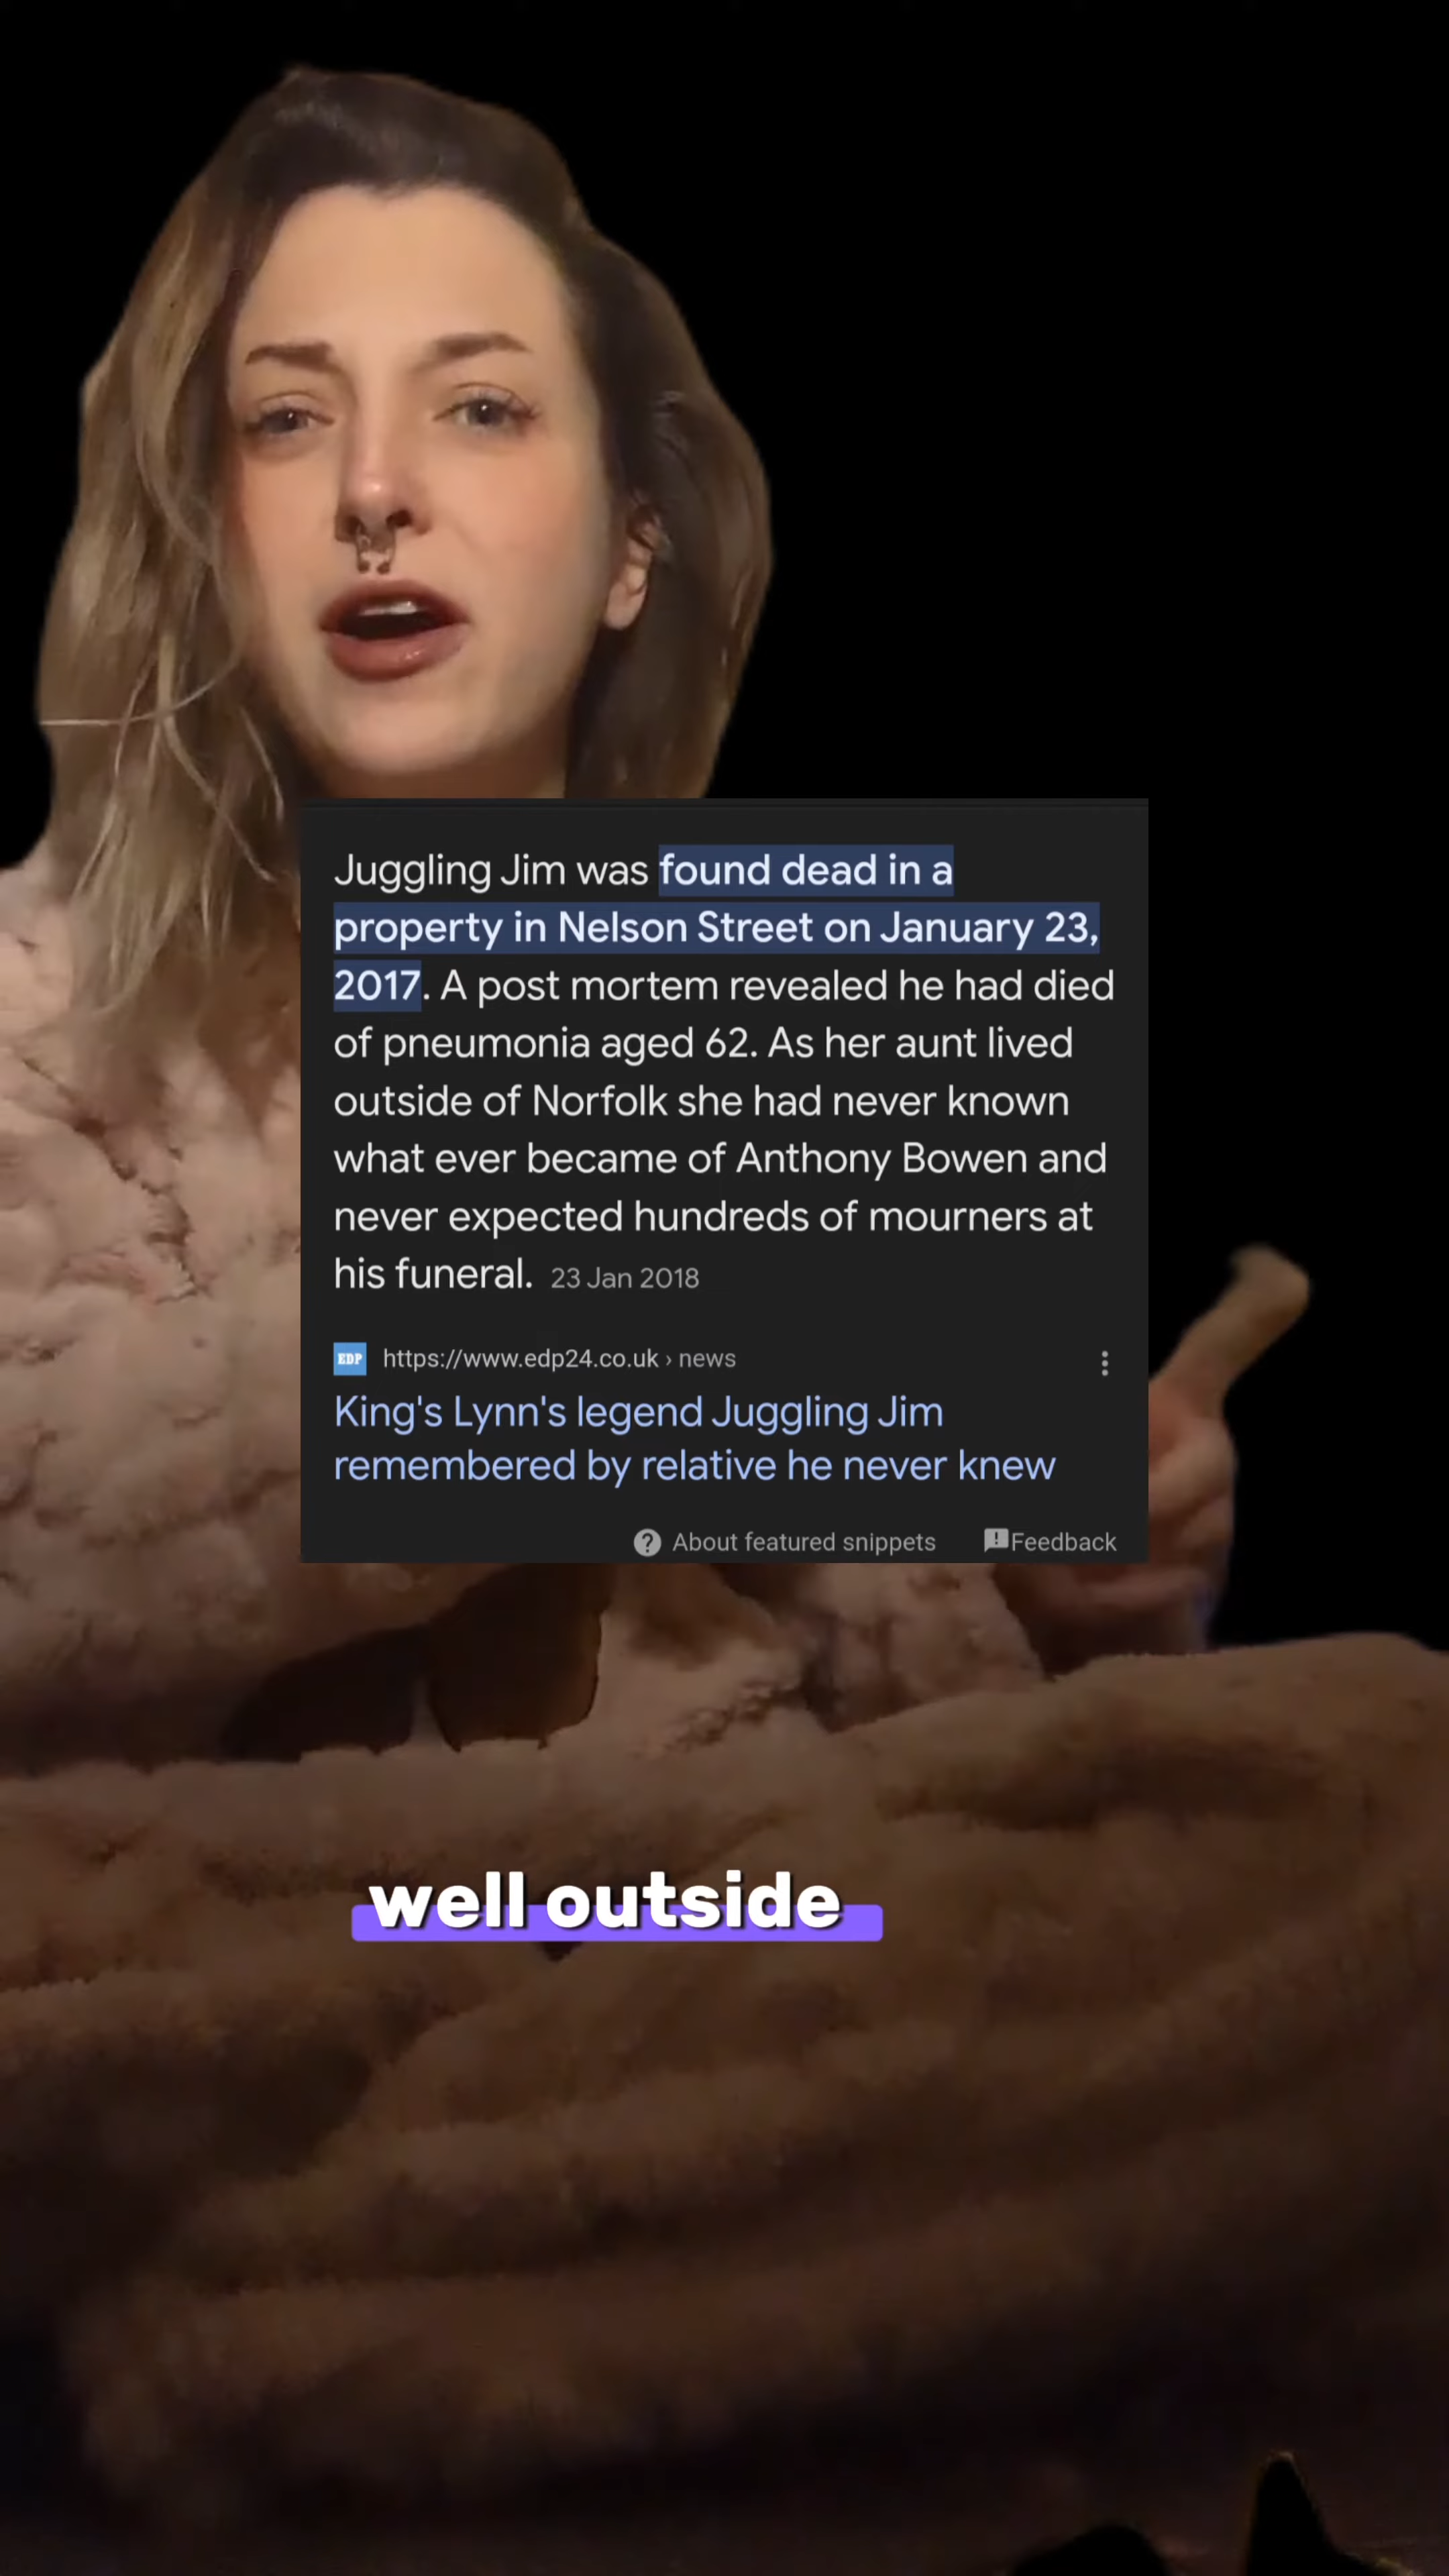 Juggling Jim was found dead in a
property in Nelson Street on January 23,
2017. A post mortem revealed he had died
of pneumonia aged 62. As her aunt lived
outside of Norfolk she had never known
what ever became of Anthony Bowen and
never expected hundreds of mourners at
his funeral. 23 Jan 2018
EDP https://www.edp24.co.uk › news
King's Lynn's legend Juggling Jim
remembered by relative he never knew
About featured snippets Feedback
well outside